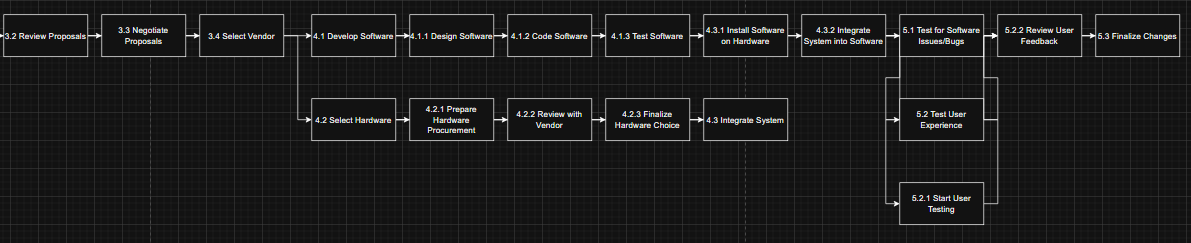 3.2 Review Proposals
3.3 Negotiate
Proposals
3.4 Select Vendor
4.1 Develop Software
4.1.1 Design Software
4.1.2 Code Software
4.1.3 Test Software
4.3.1 Install Software
on Hardware
4.3.2 Integrate
System into Software
5.1 Test for Software
Issues/Bugs
5.2.2 Review User
Feedback
5.3 Finalize Changes
4.2 Select Hardware
4.2.1 Prepare
Hardware
Procurement
4.2.2 Review with
Vendor
4.2.3 Finalize
Hardware Choice
4.3 Integrate System
5.2 Test User
Experience
5.2.1 Start User
Testing